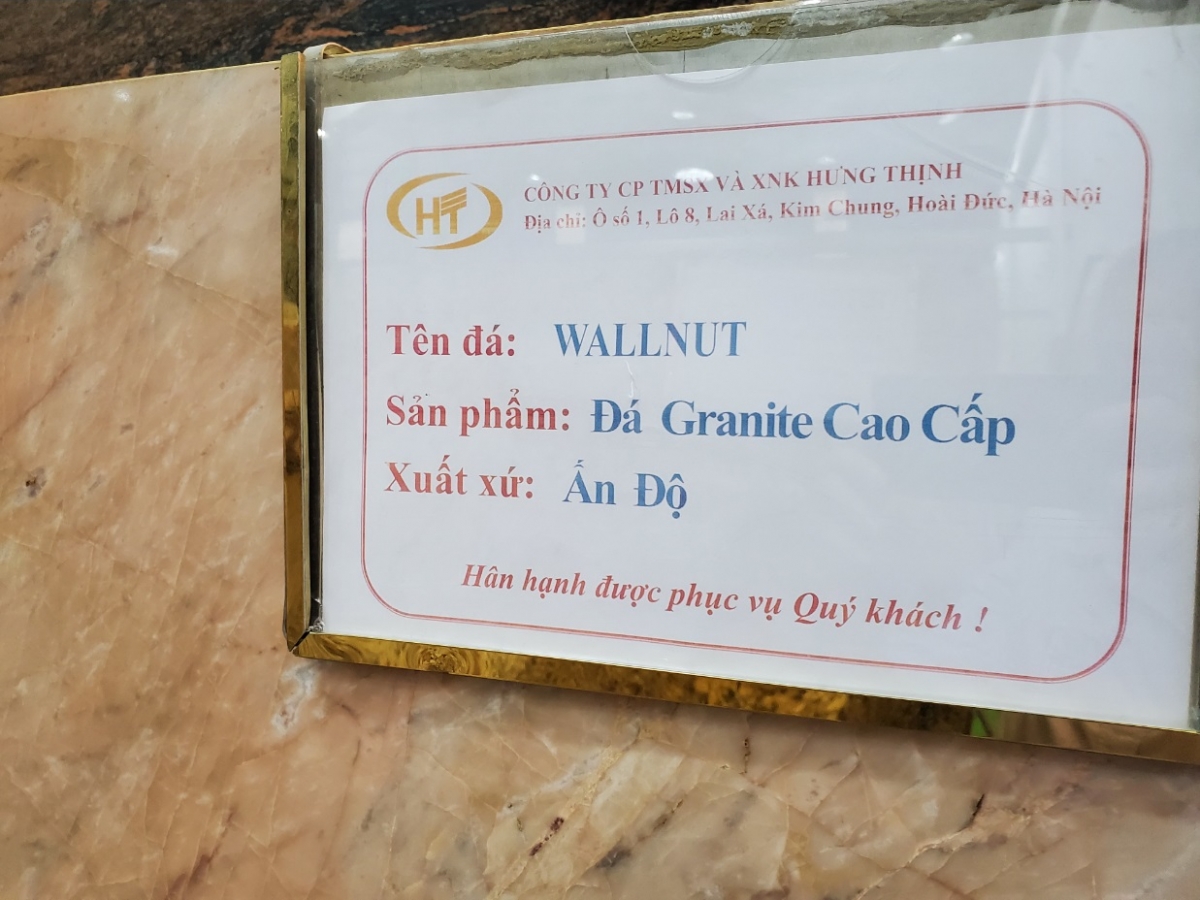 HT
CÔNG TY CP TMSX VÀ XNK HƯNG THỊNH
Địa chỉ: Ô số 1, Lô 8, Lai Xá, Kim Chung, Hoài Đức, Hà Nội
Tên đá: WALLNUT
Sản phẩm: Đá Granite Cao Cấp
Xuất xứ: Ấn Độ
Hân hạnh được phục vụ Quý khách !